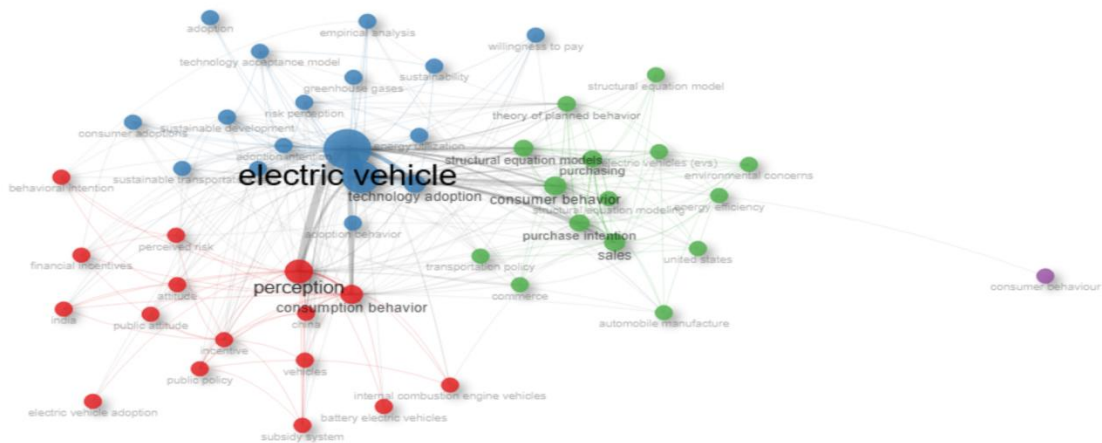 adoption
empirical analysis
willingness to pay
technology acceptance model
sustainability
greenhouse gases
structural equation model
risk perception
theory of planned behavior
consumer adoptions
sustainable development
energy utilization
adoption intention
structural equation models
electric vehicles (evs)
purchasing
environmental concerns
behavioral intention
sustainable transportation
electric vehicle
technology adoption
consumer behavior
structural equation modeling
energy efficiency
adoption behavior
purchase intention
perceived risk
sales
united states
financial incentives
transportation policy
attitude
perception
commerce
consumer behaviour
consumption behavior
india
public attitude
china
automobile manufacture
incentive
vehicles
public policy
internal combustion engine vehicles
electric vehicle adoption
battery electric vehicles
subsidy system